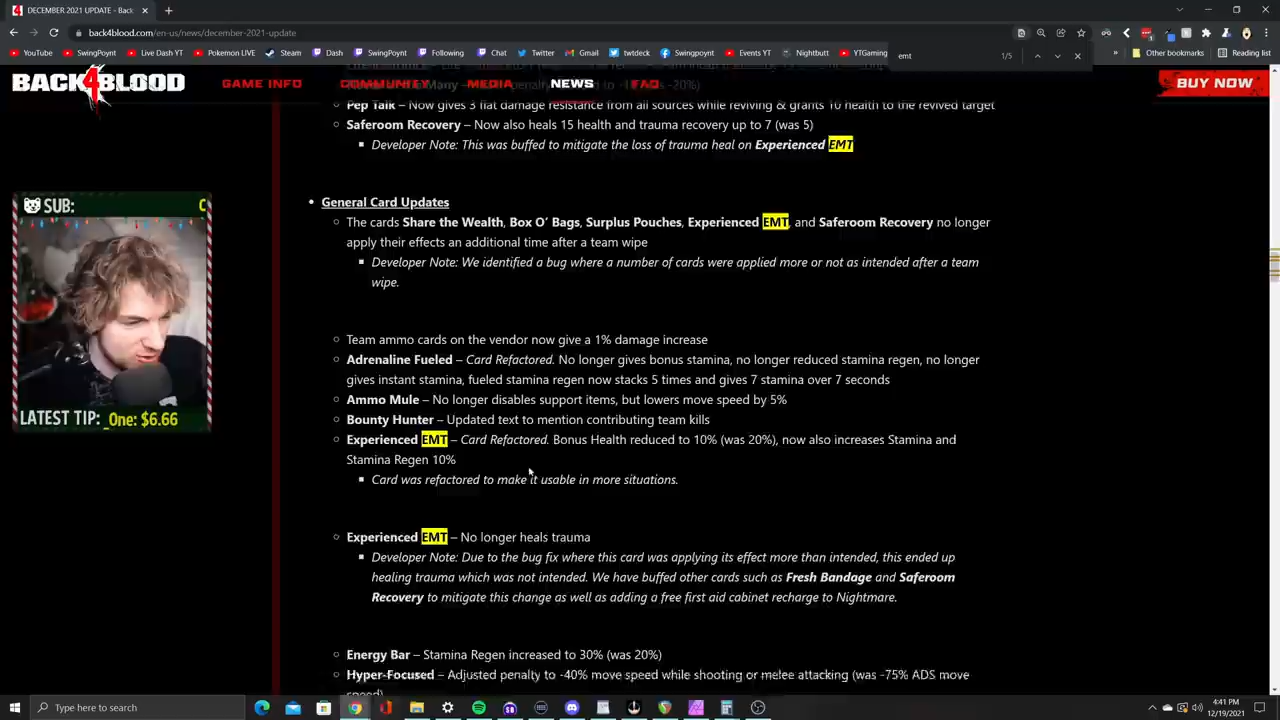 DECEMBER 2021 UPDATE - Back 4
back4blood.com/en-us/news/december-2021-update
YouTube SwingPoynt Live Dash YT Pokemon LIVE Steam Dash SwingPoynt Following Chat Twitter Gmail twtdeck Swingpoynt Events YT Nightbutt YTGaming Other bookmarks Reading list
emt 1/5
BACK4BLOOD GAME INFO COMMUNITY MEDIA NEWS FAQ BUY NOW
Pep Talk – Now gives 3 flat damage resistance from all sources while reviving & grants 10 health to the revived target
Saferoom Recovery – Now also heals 15 health and trauma recovery up to 7 (was 5)
Developer Note: This was buffed to mitigate the loss of trauma heal on Experienced EMT
SUB:
LATEST TIP: One: $6.66
General Card Updates
The cards Share the Wealth, Box O’ Bags, Surplus Pouches, Experienced EMT, and Saferoom Recovery no longer
apply their effects an additional time after a team wipe
Developer Note: We identified a bug where a number of cards were applied more or not as intended after a team
wipe.
Team ammo cards on the vendor now give a 1% damage increase
Adrenaline Fueled – Card Refactored. No longer gives bonus stamina, no longer reduced stamina regen, no longer
gives instant stamina, fueled stamina regen now stacks 5 times and gives 7 stamina over 7 seconds
Ammo Mule – No longer disables support items, but lowers move speed by 5%
Bounty Hunter – Updated text to mention contributing team kills
Experienced EMT – Card Refactored. Bonus Health reduced to 10% (was 20%), now also increases Stamina and
Stamina Regen 10%
Card was refactored to make it usable in more situations.
Experienced EMT – No longer heals trauma
Developer Note: Due to the bug fix where this card was applying its effect more than intended, this ended up
healing trauma which was not intended. We have buffed other cards such as Fresh Bandage and Saferoom
Recovery to mitigate this change as well as adding a free first aid cabinet recharge to Nightmare.
Energy Bar – Stamina Regen increased to 30% (was 20%)
Hyper-Focused – Adjusted penalty to -40% move speed while shooting or melee attacking (was -75% ADS move
speed)
Type here to search
4:41 PM
12/19/2021